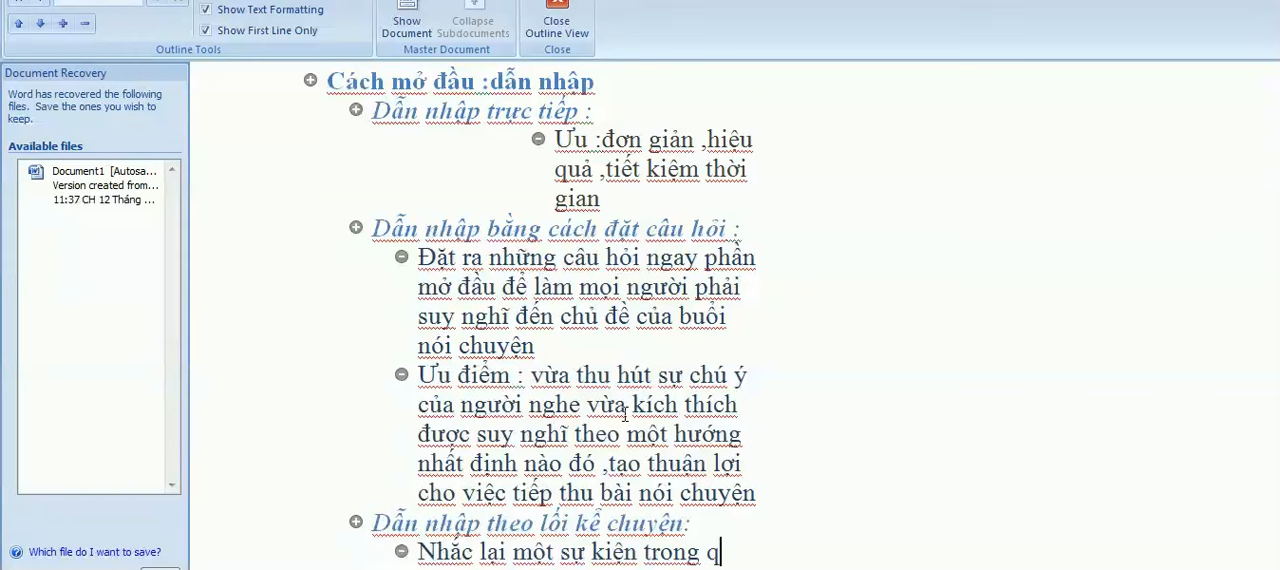 Show Text Formatting
Show First Line Only
Outline Tools
Show Document
Collapse Subdocuments
Master Document
Close Outline View
Close
Document Recovery
Word has recovered the following
files. Save the ones you wish to
keep.
Available files
Document1 [Autosa...
Version created from...
11:37 CH 12 Tháng ...
Which file do I want to save?
Cách mở đầu :dẫn nhập
Dẫn nhập trực tiếp :
Ưu :đơn giản ,hiệu
quả ,tiết kiệm thời
gian
Dẫn nhập bằng cách đặt câu hỏi :
Đặt ra những câu hỏi ngay phần
mở đầu để làm mọi người phải
suy nghĩ đến chủ đề của buổi
nói chuyện
Ưu điểm : vừa thu hút sự chú ý
của người nghe vừa kích thích
được suy nghĩ theo một hướng
nhất định nào đó ,tạo thuận lợi
cho việc tiếp thu bài nói chuyện
Dẫn nhập theo lối kể chuyện:
Nhắc lại một sự kiện trong q